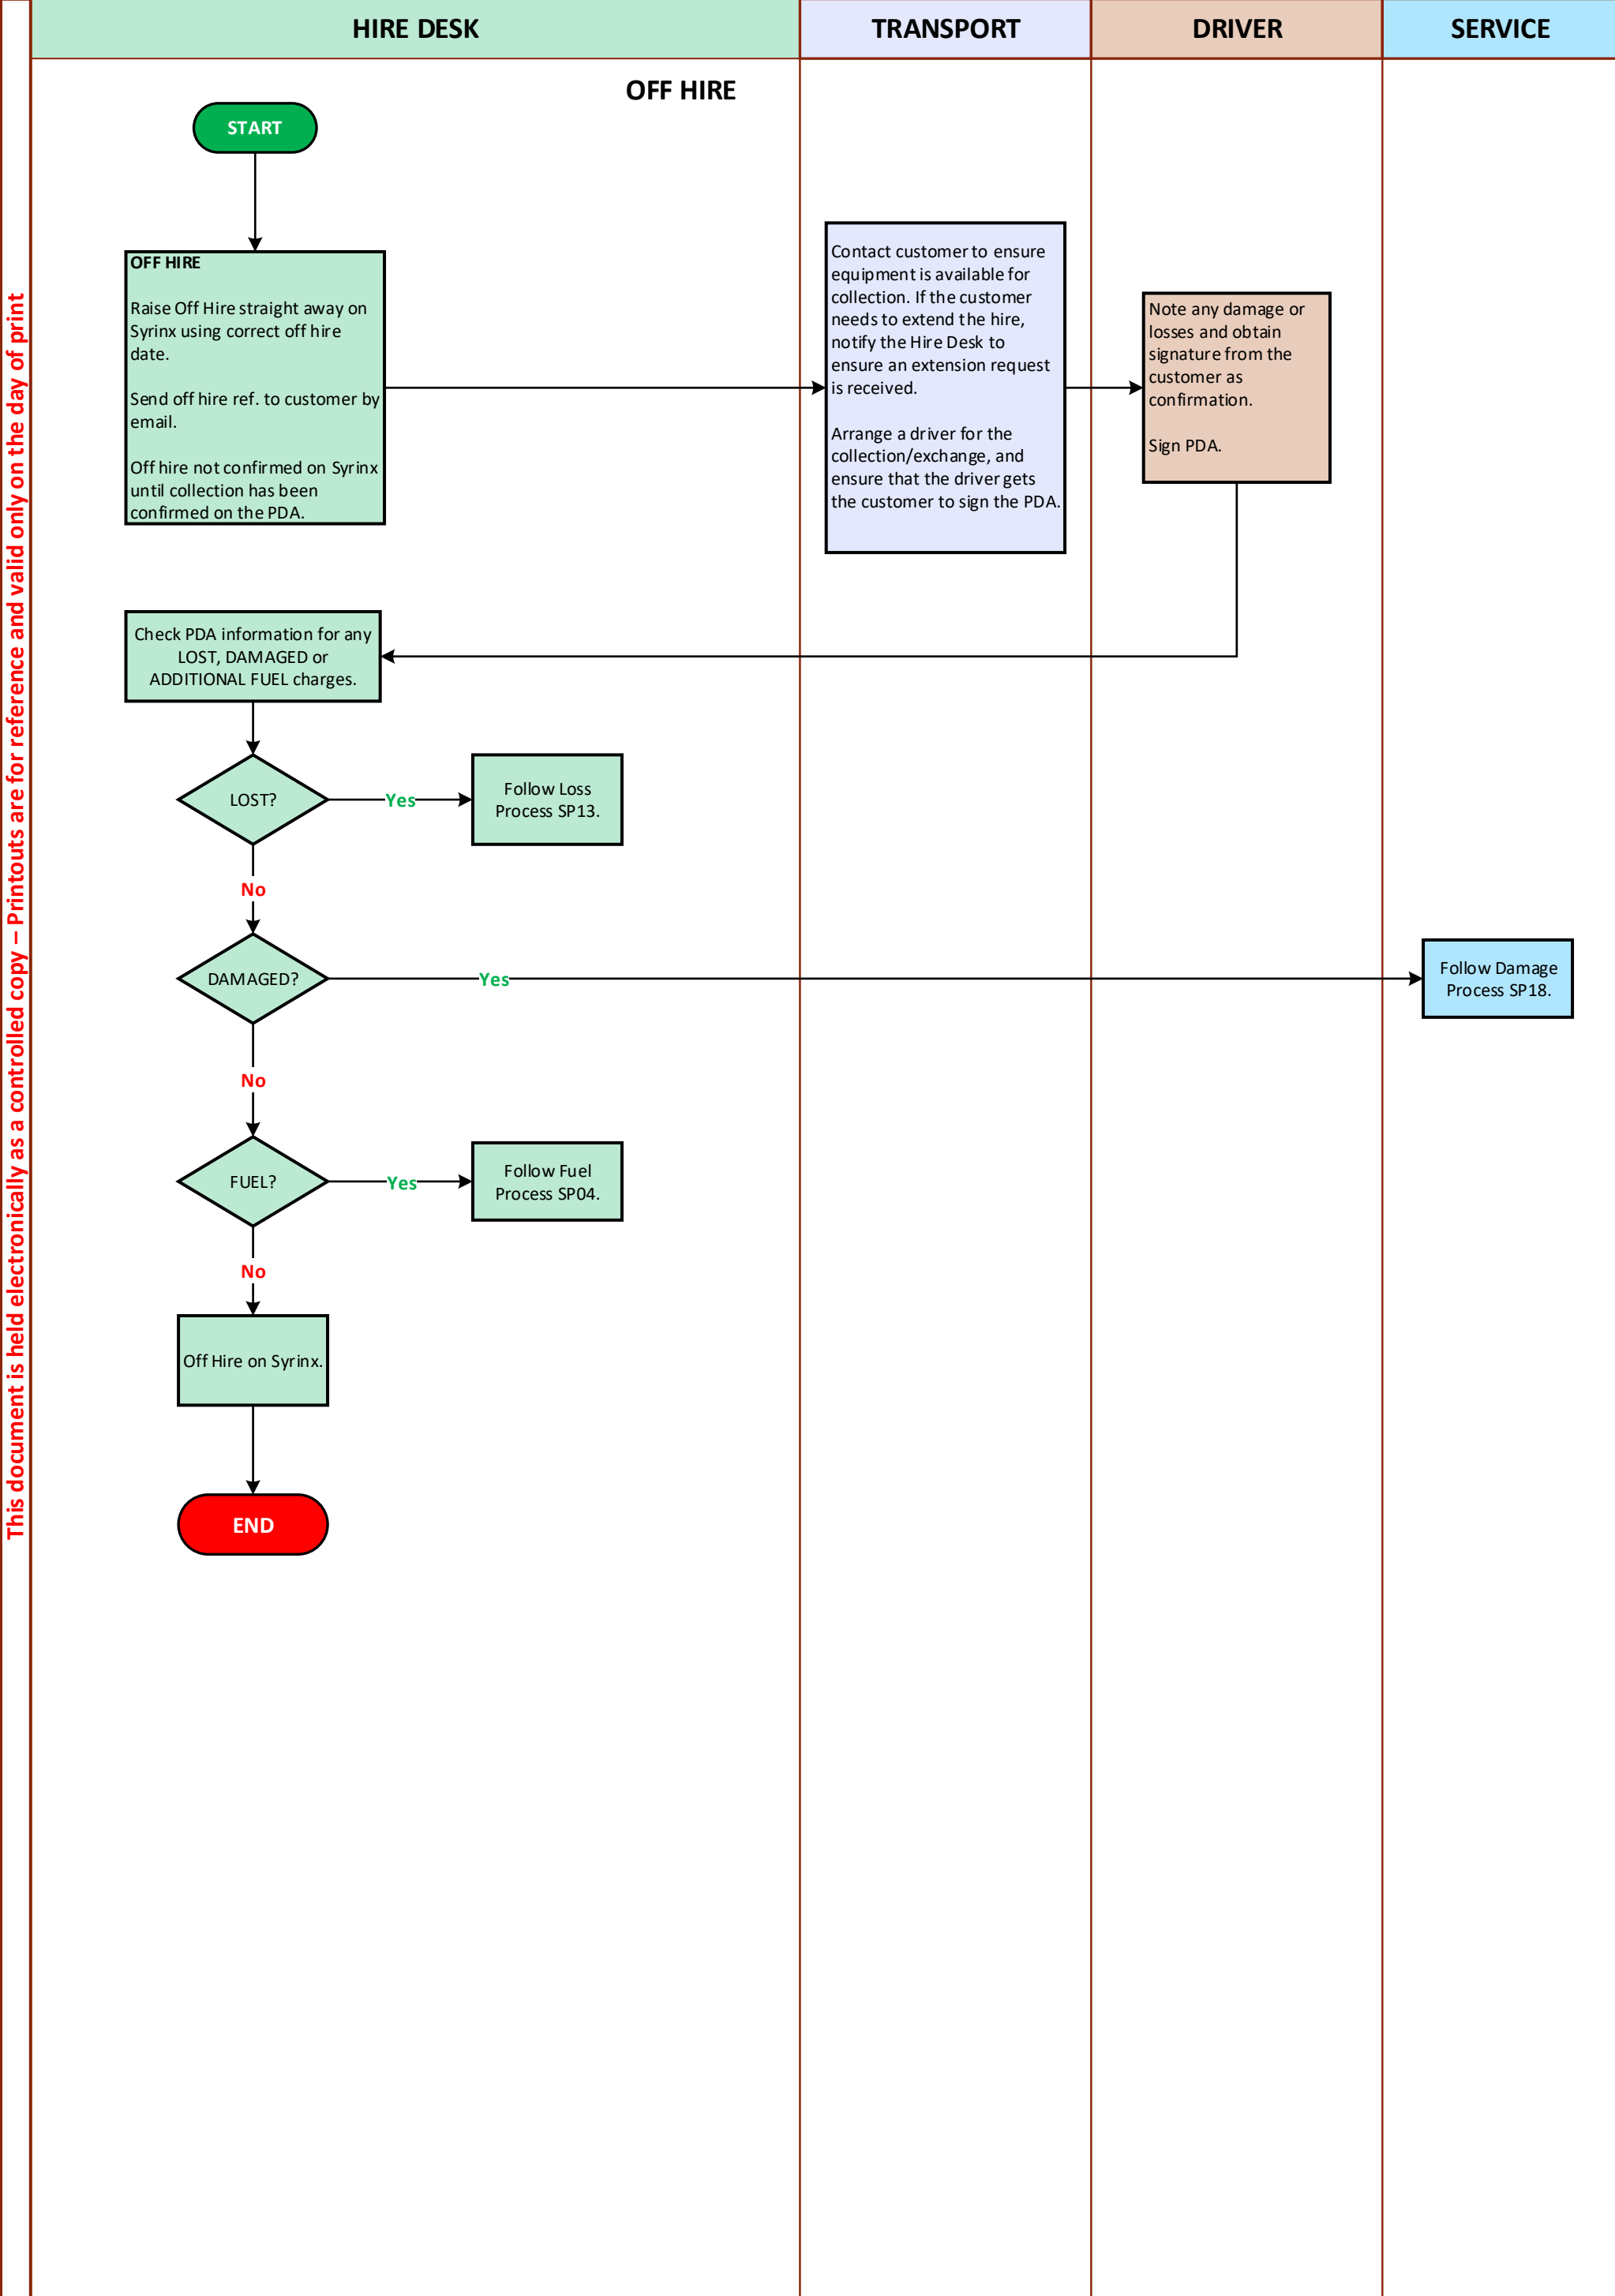 HIRE DESK
TRANSPORT
DRIVER
SERVICE
This document is held electronically as a controlled copy – Printouts are for reference and valid only on the day of print
OFF HIRE
START
OFF HIRE
Raise Off Hire straight away on
Syrinx using correct off hire
date.
Send off hire ref. to customer by
email.
Off hire not confirmed on Syrinx
until collection has been
confirmed on the PDA.
Contact customer to ensure
equipment is available for
collection. If the customer
needs to extend the hire,
notify the Hire Desk to
ensure an extension request
is received.
Arrange a driver for the
collection/exchange, and
ensure that the driver gets
the customer to sign the PDA.
Note any damage or
losses and obtain
signature from the
customer as
confirmation.
Sign PDA.
Check PDA information for any
LOST, DAMAGED or
ADDITIONAL FUEL charges.
LOST?
Yes
Follow Loss
Process SP13.
No
DAMAGED?
Yes
Follow Damage
Process SP18.
No
FUEL?
Yes
Follow Fuel
Process SP04.
No
Off Hire on Syrinx.
END